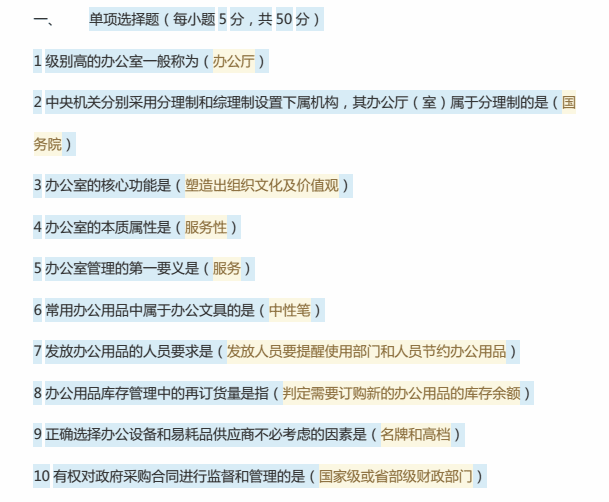 一、 单项选择题（每小题 5 分，共 50 分）
1 级别高的办公室一般称为（办公厅）
2 中央机关分别采用分理制和综理制设置下属机构，其办公厅（室）属于分理制的是（国
务院）
3 办公室的核心功能是（塑造出组织文化及价值观）
4 办公室的本质属性是（服务性）
5 办公室管理的第一要义是（服务）
6 常用办公用品中属于办公文具的是（中性笔）
7 发放办公用品的人员要求是（发放人员要提醒使用部门和人员节约办公用品）
8 办公用品库存管理中的再订货量是指（判定需要订购新的办公用品的库存余额）
9 正确选择办公设备和易耗品供应商不必考虑的因素是（名牌和高档）
10 有权对政府采购合同进行监督和管理的是（国家级或省部级财政部门）